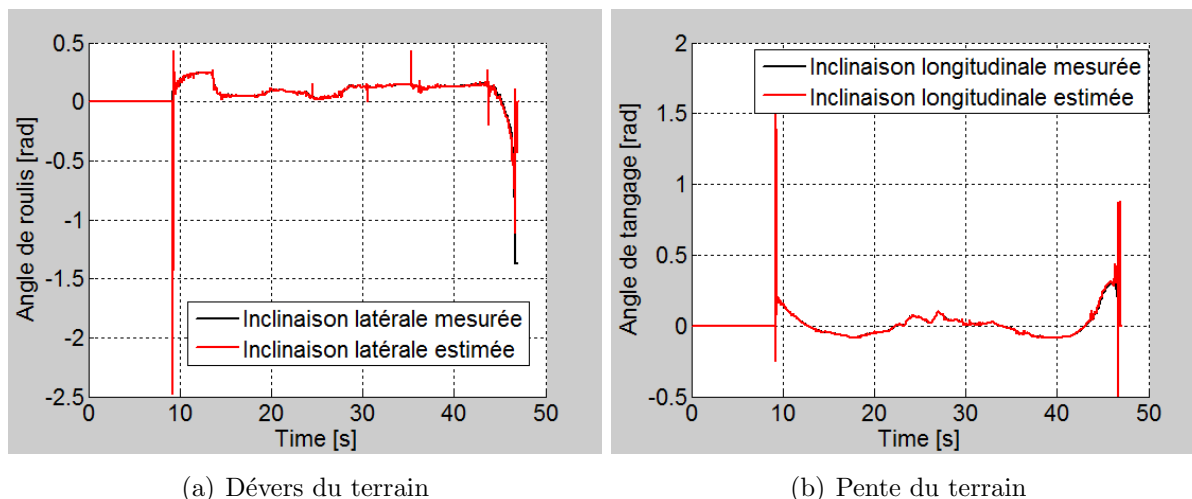 0.5
0
-0.5
-1
-1.5
-2
-2.5
Angle de roulis [rad]
Inclinaison latérale mesurée
Inclinaison latérale estimée
0 10 20 30 40 50
Time [s]
(a) Dévers du terrain
2
1.5
1
0.5
0
-0.5
Angle de tangage [rad]
Inclinaison longitudinale mesurée
Inclinaison longitudinale estimée
0 10 20 30 40 50
Time [s]
(b) Pente du terrain